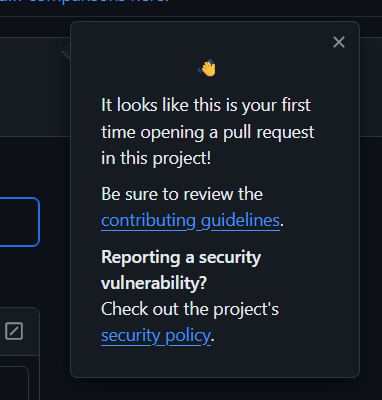 It looks like this is your first
time opening a pull request
in this project!
Be sure to review the
contributing guidelines.
Reporting a security
vulnerability?
Check out the project's
security policy.